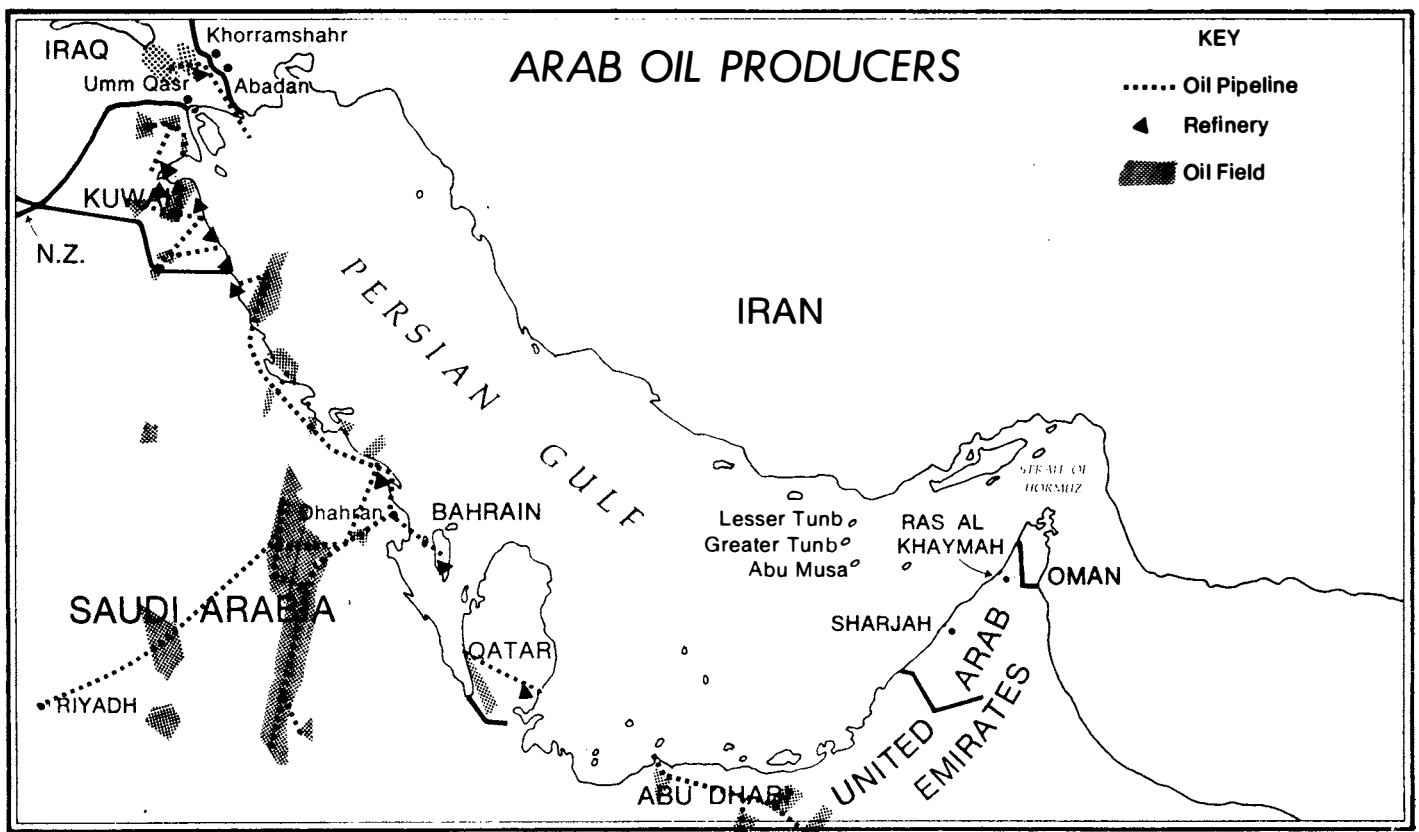 ARAB OIL PRODUCERS
KEY
Oil Pipeline
Refinery
Oil Field
IRAQ
Khorramshahr
Umm Qasr
Abadan
KUWAIT
N.Z.
PERSIAN GULF
IRAN
STRAIT OF
HORMUZ
Dhahran
BAHRAIN
Lesser Tunb
Greater Tunb
Abu Musa
RAS AL
KHAYMAH
OMAN
SAUDI ARABIA
SHARJAH
QATAR
RIYADH
UNITED ARAB
EMIRATES
ABU DHABI